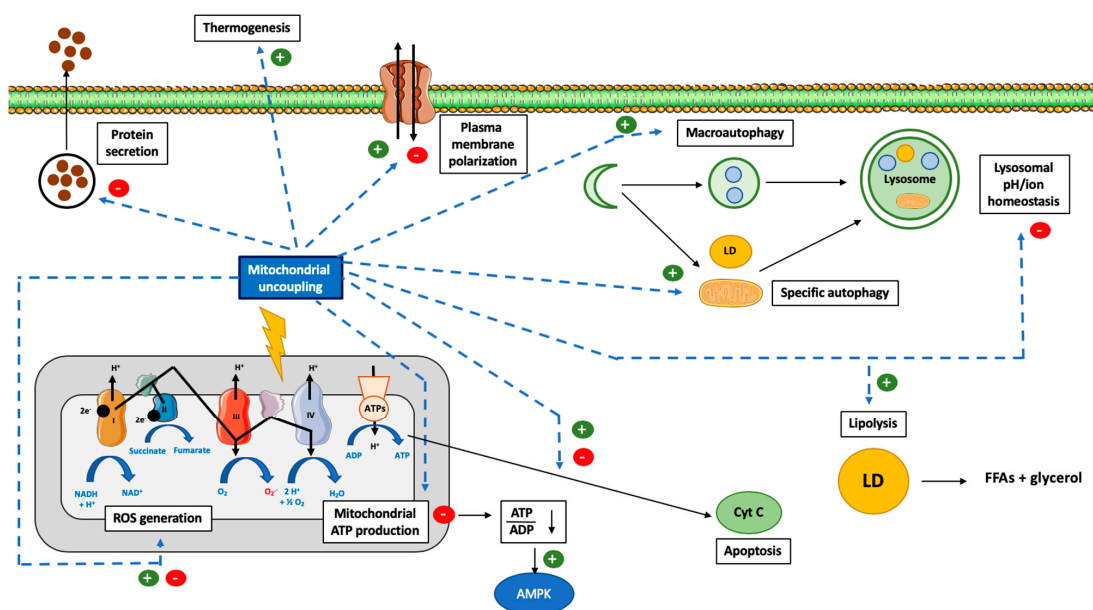 Thermogenesis
+
Protein
secretion
-
Plasma
membrane
polarization
+
-
+
Macroautophagy
Lysosome
Lysosomal
pH/ion
homeostasis
-
LD
+
Specific autophagy
Mitochondrial
uncoupling
H⁺
H⁺
H⁺
2e⁻
I
II
2e⁻
III
IV
ATPs
H⁺
Succinate
Fumarate
ADP
ATP
NADH
+ H⁺
NAD⁺
O₂
O₂·⁻
2 H⁺
+ ½ O₂
H₂O
ROS generation
+
-
Mitochondrial
ATP production
-
ATP
ADP
+
AMPK
+
-
Cyt C
Apoptosis
+
Lipolysis
LD
FFAs + glycerol